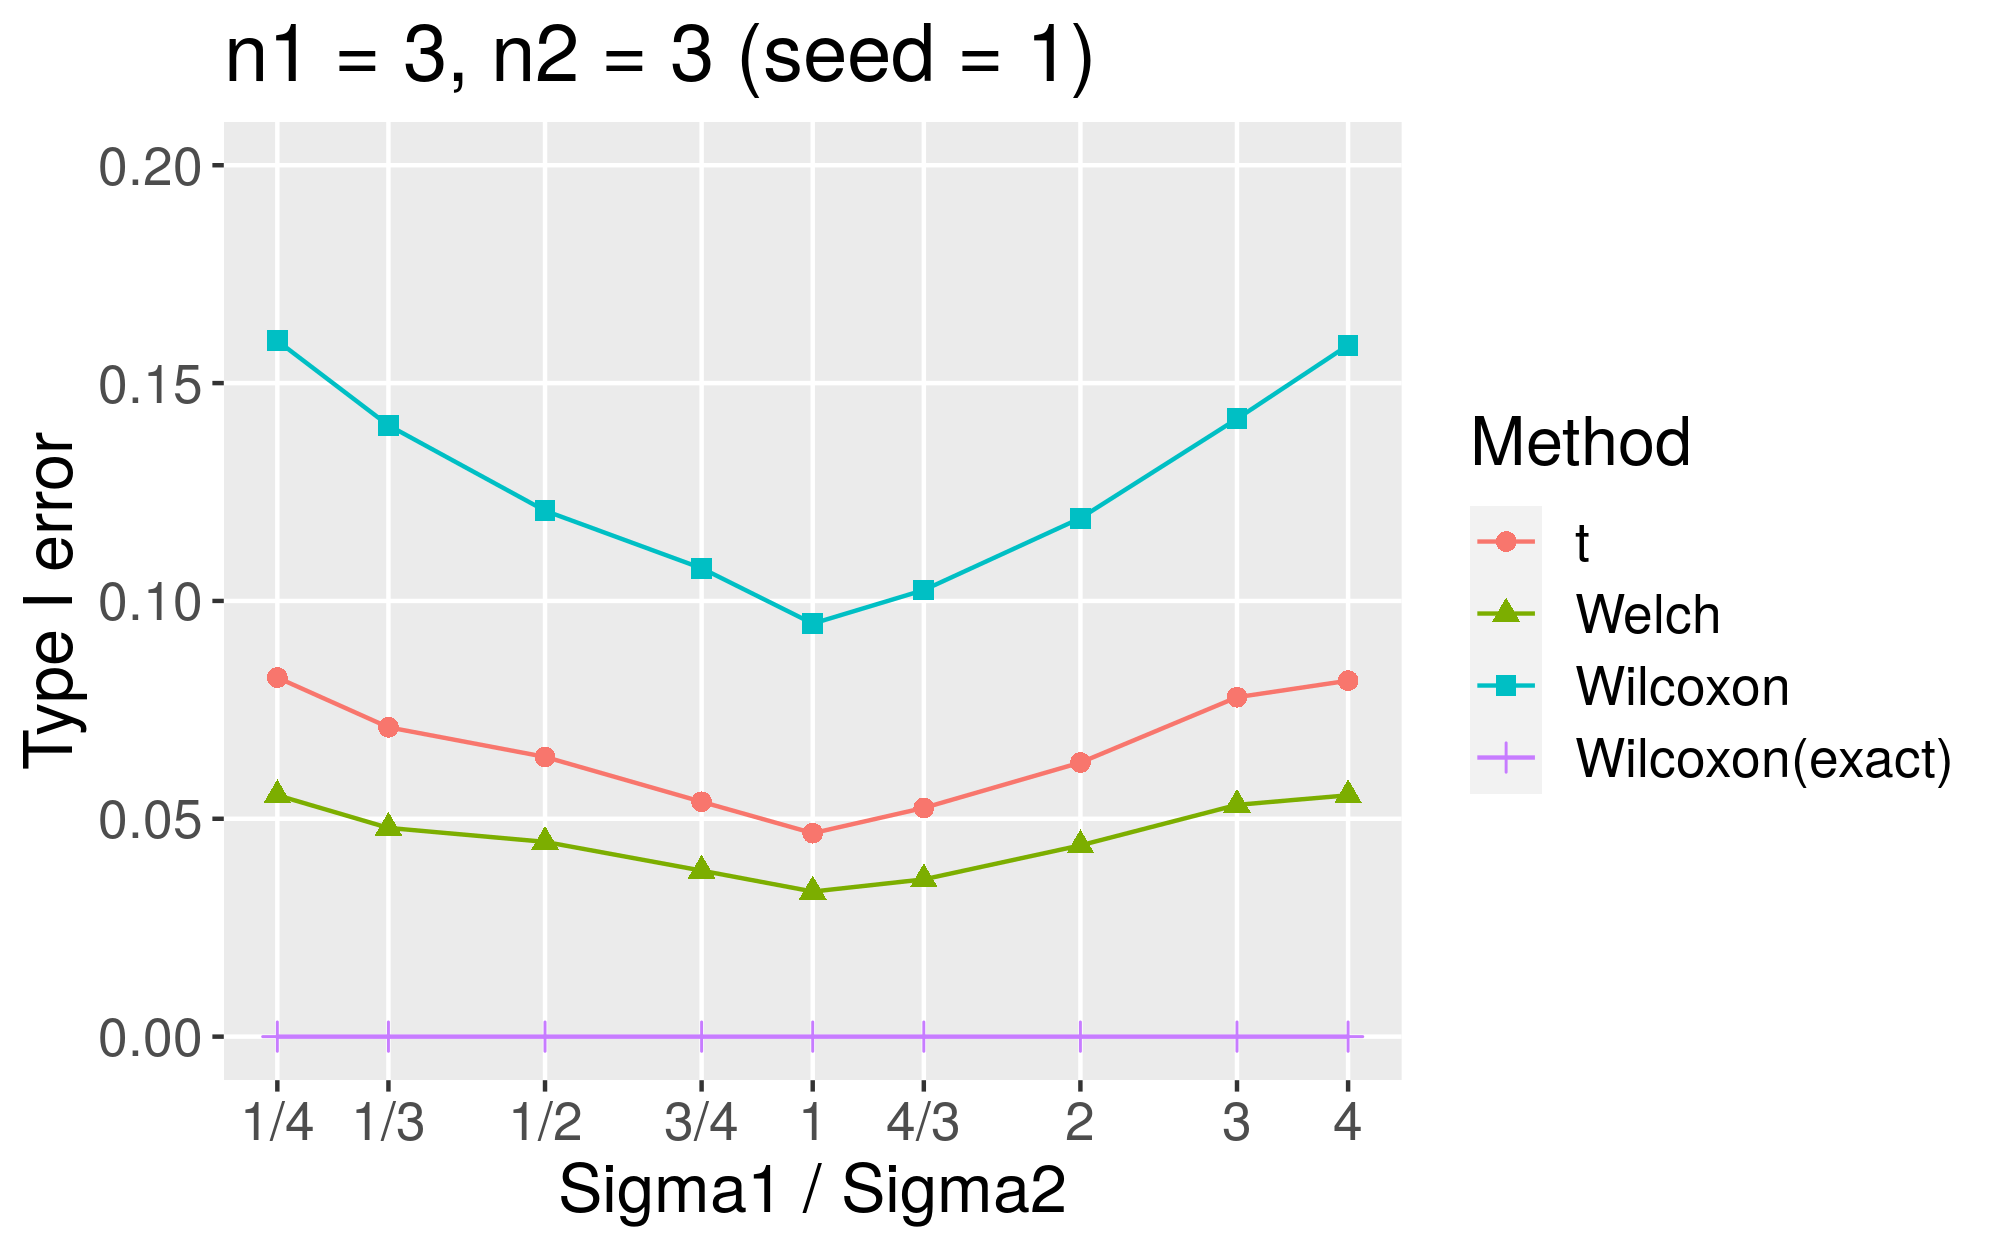 n1 = 3, n2 = 3 (seed = 1)
Type I error
0.20
0.15
0.10
0.05
0.00
1/4 1/3 1/2 3/4 1 4/3 2 3 4
Sigma1 / Sigma2
Method
t
Welch
Wilcoxon
Wilcoxon(exact)